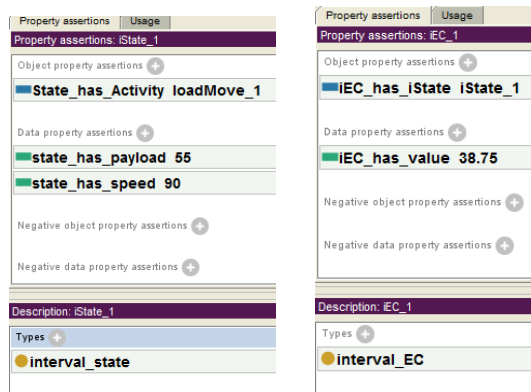 Property assertions Usage
Property assertions: iState_1
Object property assertions
State_has_Activity loadMove_1
Data property assertions
state_has_payload 55
state_has_speed 90
Negative object property assertions
Negative data property assertions
Description: iState_1
Types
interval_state
Property assertions Usage
Property assertions: iEC_1
Object property assertions
iEC_has_iState iState_1
Data property assertions
iEC_has_value 38.75
Negative object property assertions
Negative data property assertions
Description: iEC_1
Types
interval_EC